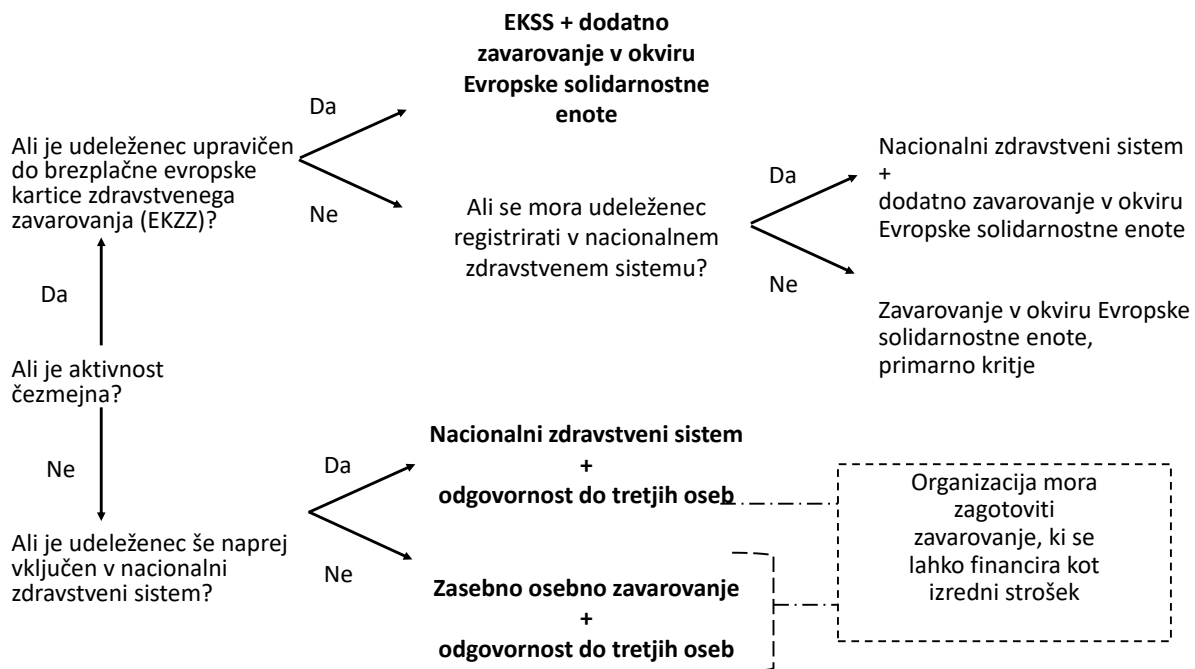 EKSS + dodatno
zavarovanje v okviru
Evropske solidarnostne
enote
Da
Ali je udeleženec upravičen
do brezplačne evropske
kartice zdravstvenega
zavarovanja (EKZZ)?
Ne
Ali se mora udeleženec
registrirati v nacionalnem
zdravstvenem sistemu?
Da
Nacionalni zdravstveni sistem
+
dodatno zavarovanje v okviru
Evropske solidarnostne enote
Ne
Zavarovanje v okviru Evropske
solidarnostne enote,
primarno kritje
Da
Ali je aktivnost
čezmejna?
Ne
Ali je udeleženec še naprej
vključen v nacionalni
zdravstveni sistem?
Da
Nacionalni zdravstveni sistem
+
odgovornost do tretjih oseb
Ne
Zasebno osebno zavarovanje
+
odgovornost do tretjih oseb
Organizacija mora
zagotoviti
zavarovanje, ki se
lahko financira kot
izredni strošek